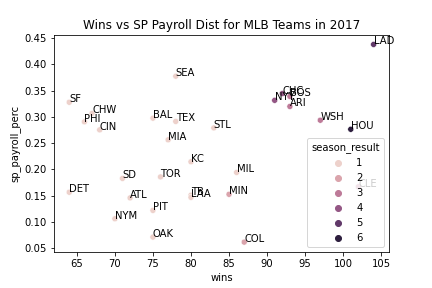 Wins vs SP Payroll Dist for MLB Teams in 2017
0.45
LAD
0.40
SEA
0.35
CHC
BOS
SF
NYY
ARI
0.30
CHW
PHI
BAL
TEX
WSH
CIN
STL
HOU
0.25
MIA
season_result
0.20
KC
1
SD
TOR
MIL
2
CLE
0.15
DET
ATL
TB
LAA
MIN
3
PIT
4
0.10
NYM
5
OAK
COL
6
0.05
sp_payroll_perc
65 70 75 80 85 90 95 100 105
wins